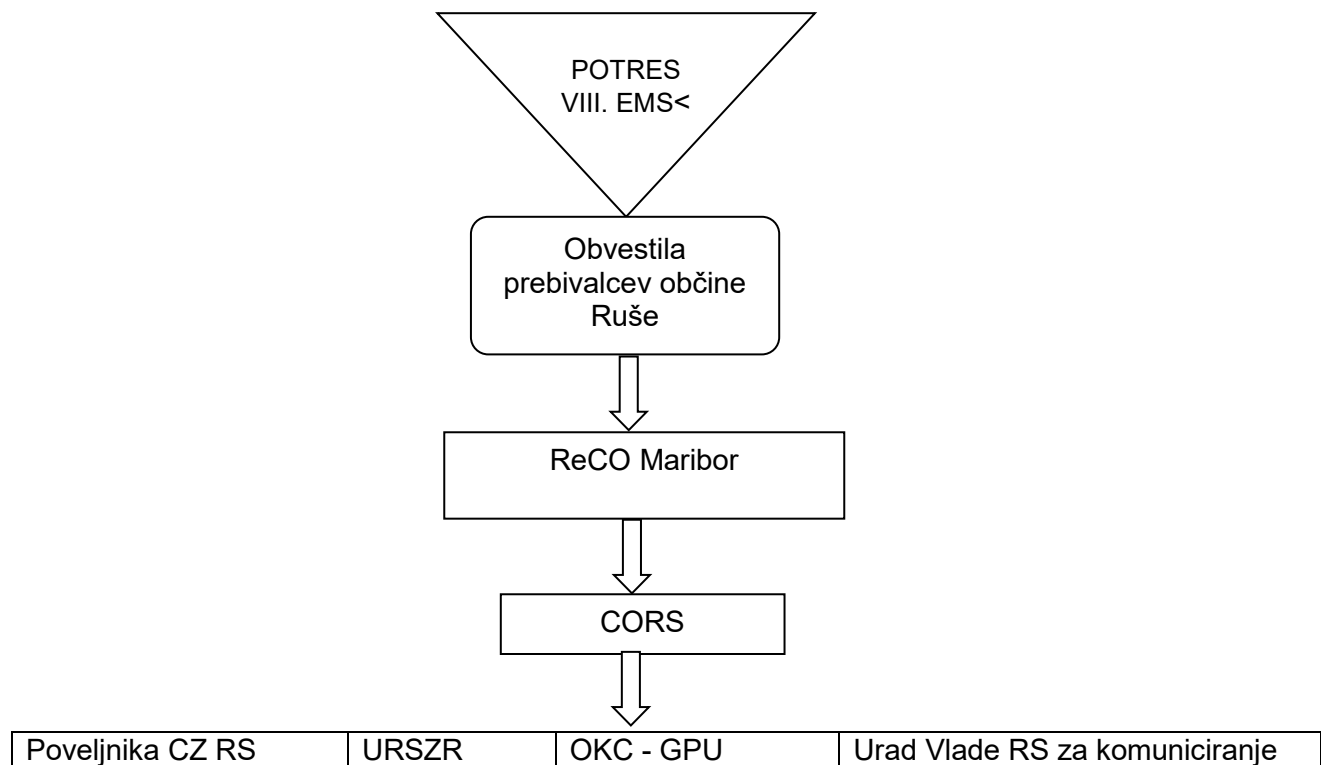 POTRES
VIII. EMS<
Obvestila
prebivalcev občine
Ruše
ReCO Maribor
CORS
Poveljnika CZ RS
URSZR
OKC - GPU
Urad Vlade RS za komuniciranje